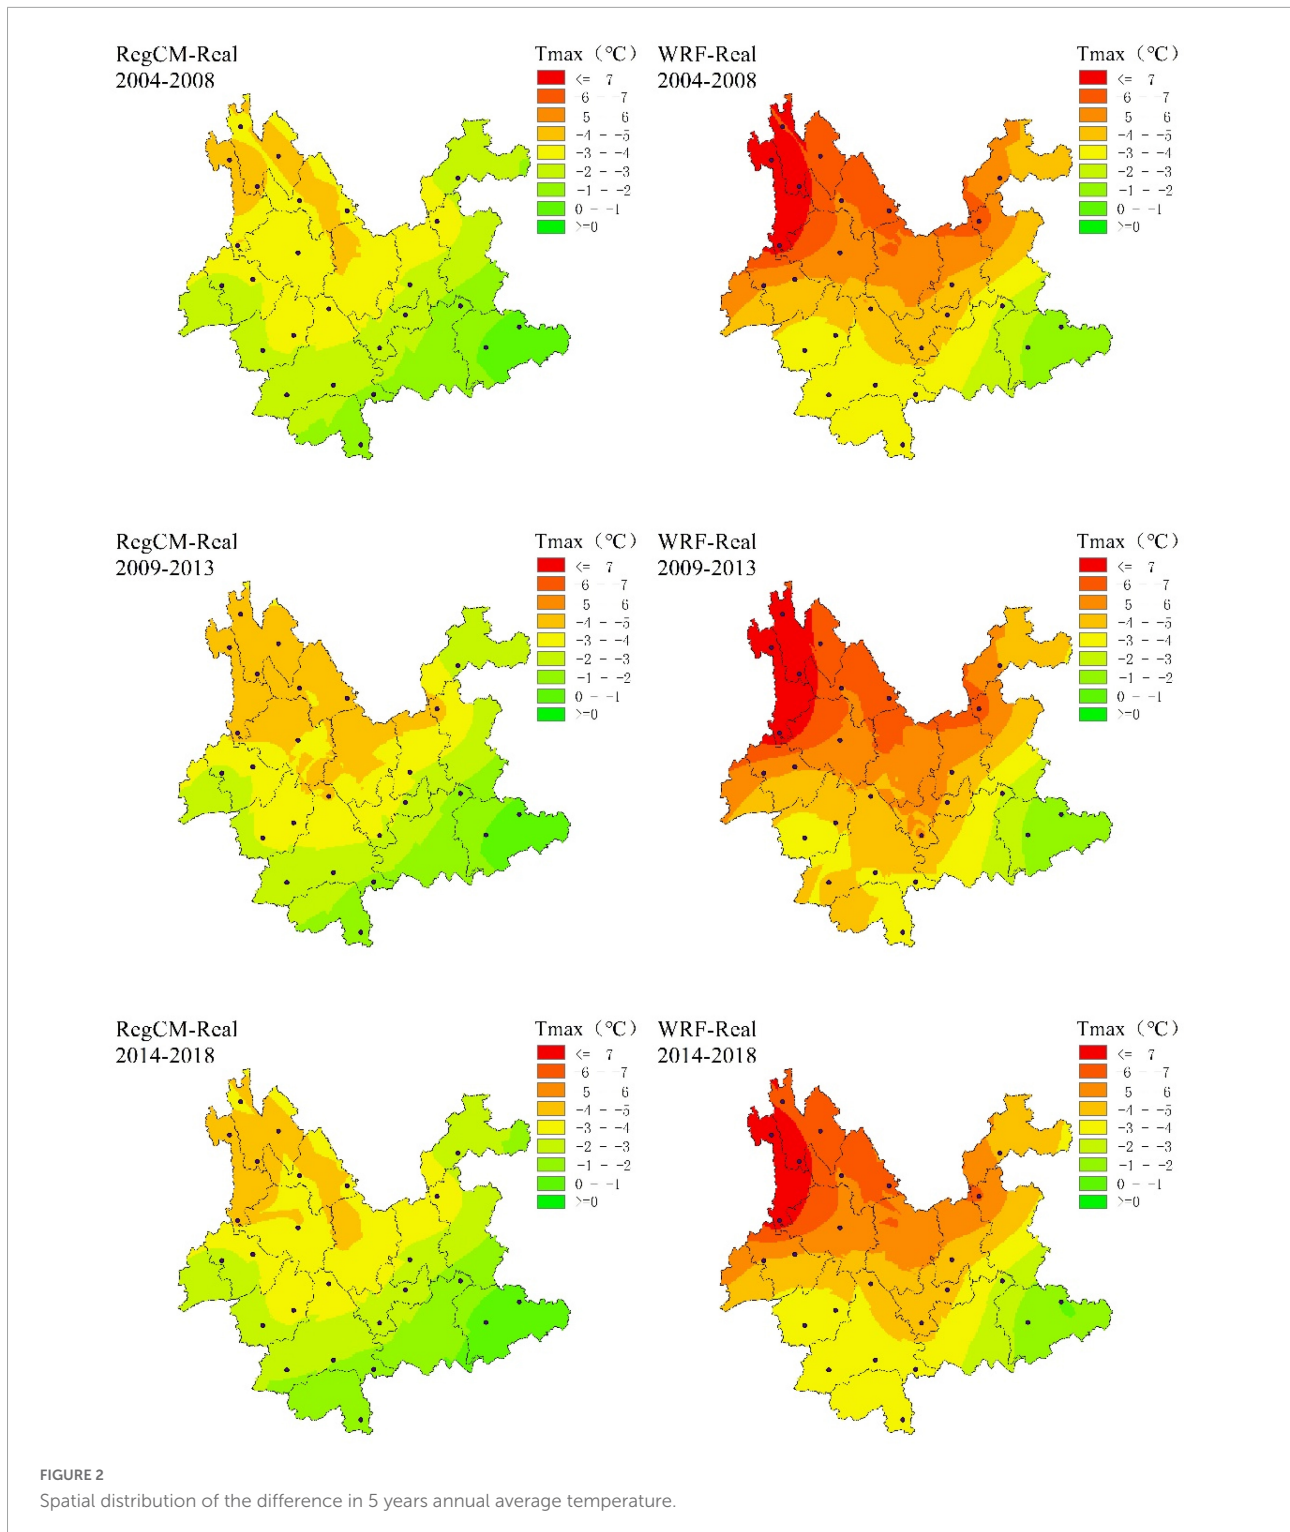 RegCM-Real
2004-2008
Tmax (℃)
<= 7
6 -7
5 6
-4 - -5
-3 - -4
-2 - -3
-1 - -2
0 - -1
>=0
WRF-Real
2004-2008
Tmax (℃)
<= 7
6 -7
5 6
-4 - -5
-3 - -4
-2 - -3
-1 - -2
0 - -1
>=0
RegCM-Real
2009-2013
Tmax (℃)
<= 7
6 -7
5 6
-4 - -5
-3 - -4
-2 - -3
-1 - -2
0 - -1
>=0
WRF-Real
2009-2013
Tmax (℃)
<= 7
6 -7
5 6
-4 - -5
-3 - -4
-2 - -3
-1 - -2
0 - -1
>=0
RegCM-Real
2014-2018
Tmax (℃)
<= 7
6 -7
5 6
-4 - -5
-3 - -4
-2 - -3
-1 - -2
0 - -1
>=0
WRF-Real
2014-2018
Tmax (℃)
<= 7
6 -7
5 6
-4 - -5
-3 - -4
-2 - -3
-1 - -2
0 - -1
>=0
FIGURE 2
Spatial distribution of the difference in 5 years annual average temperature.